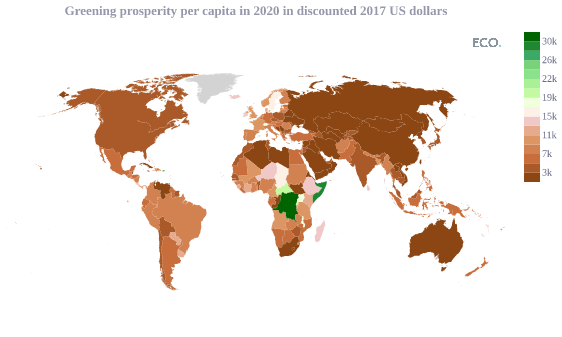 Greening prosperity per capita in 2020 in discounted 2017 US dollars
ECO.
30k
26k
22k
19k
15k
11k
7k
3k